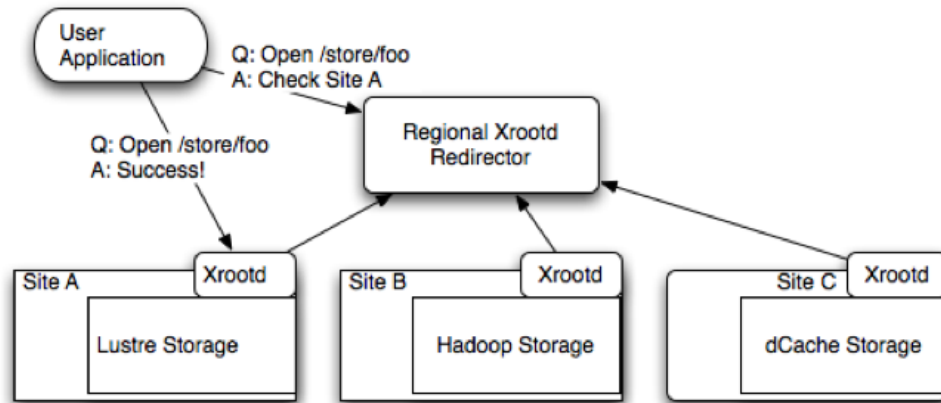 User
Application
Q: Open /store/foo
A: Check Site A
Q: Open /store/foo
A: Success!
Regional Xrootd
Redirector
Site A
Xrootd
Lustre Storage
Site B
Xrootd
Hadoop Storage
Site C
Xrootd
dCache Storage